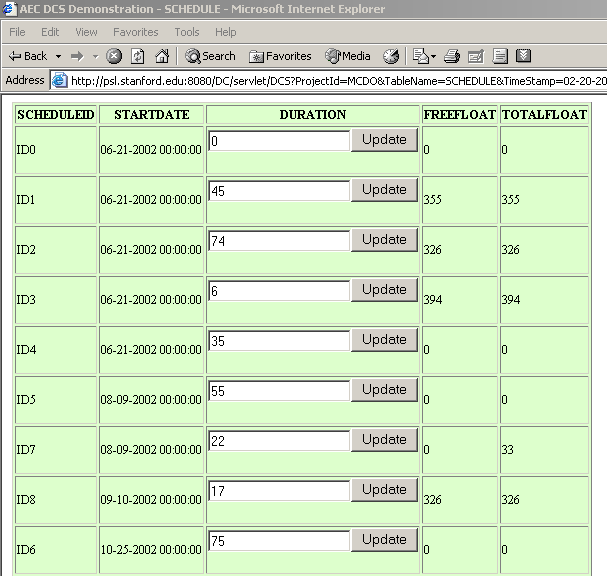 AEC DCS Demonstration - SCHEDULE - Microsoft Internet Explorer
File Edit View Favorites Tools Help
Back Search Favorites Media
Address http://psl.stanford.edu:8080/DC/servlet/DCS?ProjectId=MCDO&TableName=SCHEDULE&TimeStamp=02-20-20
SCHEDULEID STARTDATE DURATION FREEFLOAT TOTALFLOAT
ID0 06-21-2002 00:00:00 0 Update 0 0
ID1 06-21-2002 00:00:00 45 Update 355 355
ID2 06-21-2002 00:00:00 74 Update 326 326
ID3 06-21-2002 00:00:00 6 Update 394 394
ID4 06-21-2002 00:00:00 35 Update 0 0
ID5 08-09-2002 00:00:00 55 Update 0 0
ID7 08-09-2002 00:00:00 22 Update 0 33
ID8 09-10-2002 00:00:00 17 Update 326 326
ID6 10-25-2002 00:00:00 75 Update 0 0